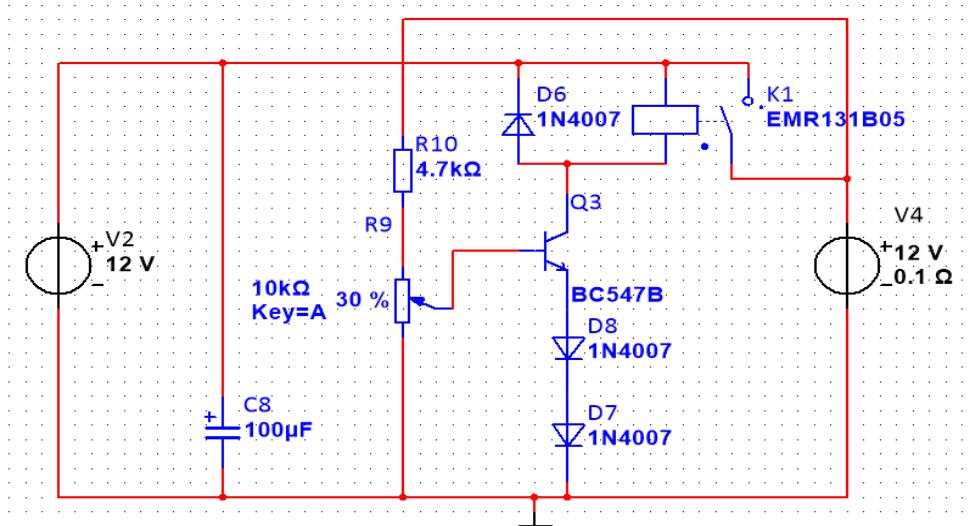 D6
1N4007
K1
EMR131B05
R10
4.7kΩ
Q3
R9
V2
12 V
V4
12 V
0.1 Ω
10kΩ
Key=A
30 %
BC547B
D8
1N4007
C8
100µF
D7
1N4007